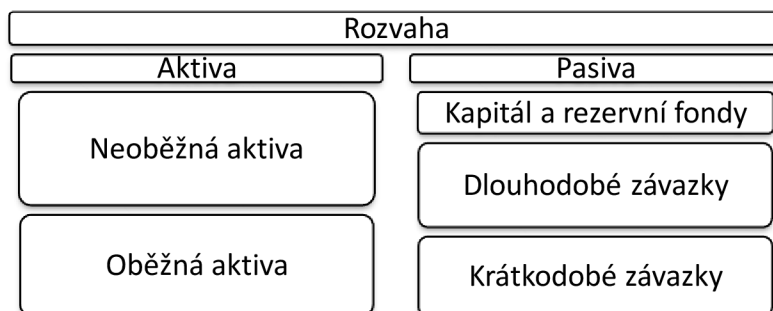 Rozvaha
Aktiva
Pasiva
Neoběžná aktiva
Oběžná aktiva
Kapitál a rezervní fondy
Dlouhodobé závazky
Krátkodobé závazky